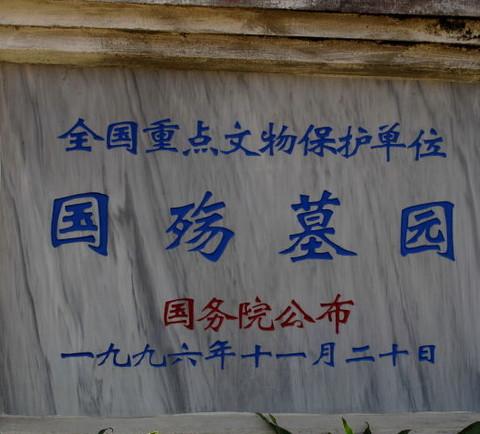 全国重点文物保护单位
国殇墓园
国务院公布
一九九六年十一月二十日